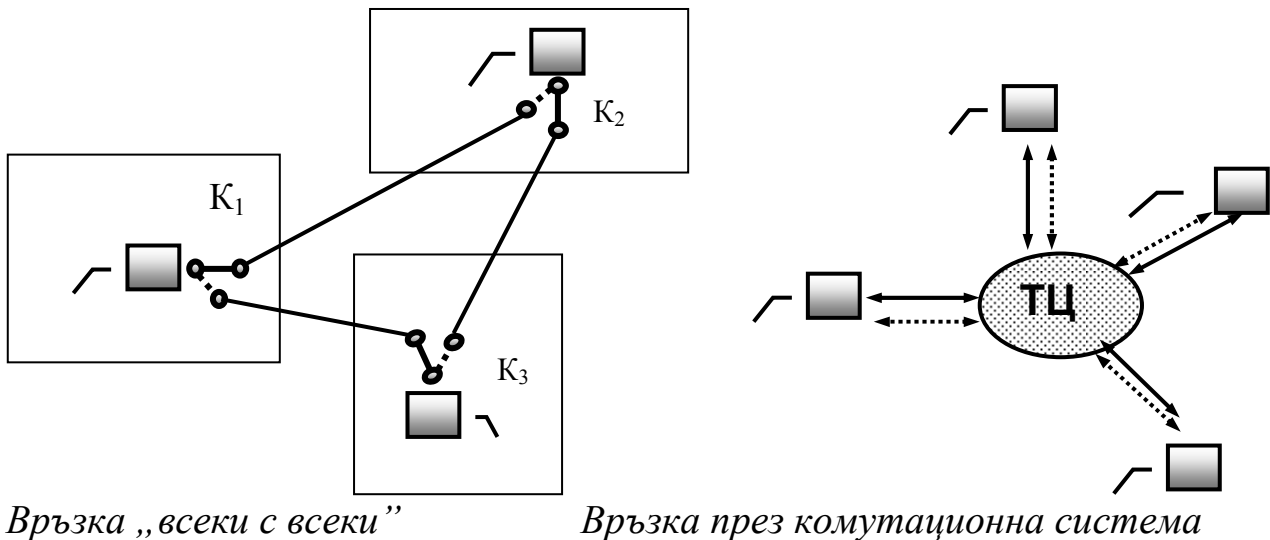 К₂
К₁
ТЦ
К₃
Връзка „всеки с всеки” Връзка през комутационна система